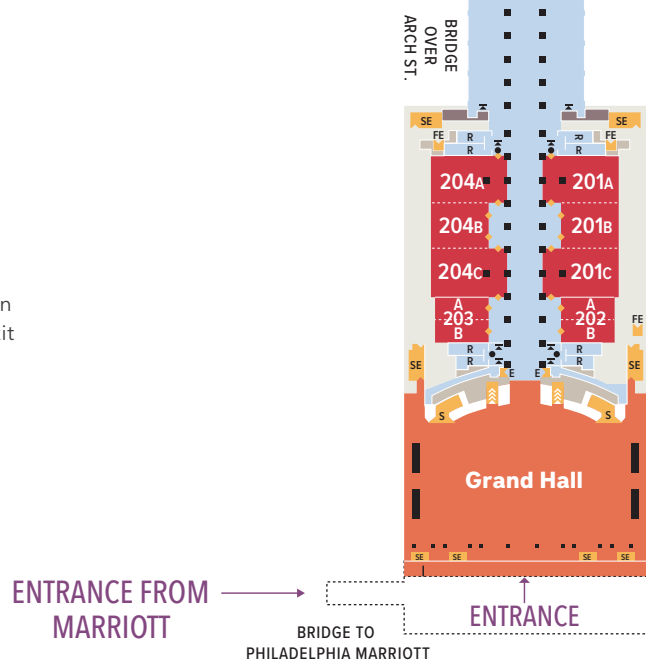 BRIDGE
OVER
ARCH ST.
SE
SE
FE
FE
R
R
R
R
204A
201A
204B
201B
204C
201C
A
203
B
A
202
B
FE
R
R
R
R
SE
SE
E
E
S
S
n
it
Grand Hall
SE
SE
SE
SE
ENTRANCE FROM
MARRIOTT
ENTRANCE
BRIDGE TO
PHILADELPHIA MARRIOTT